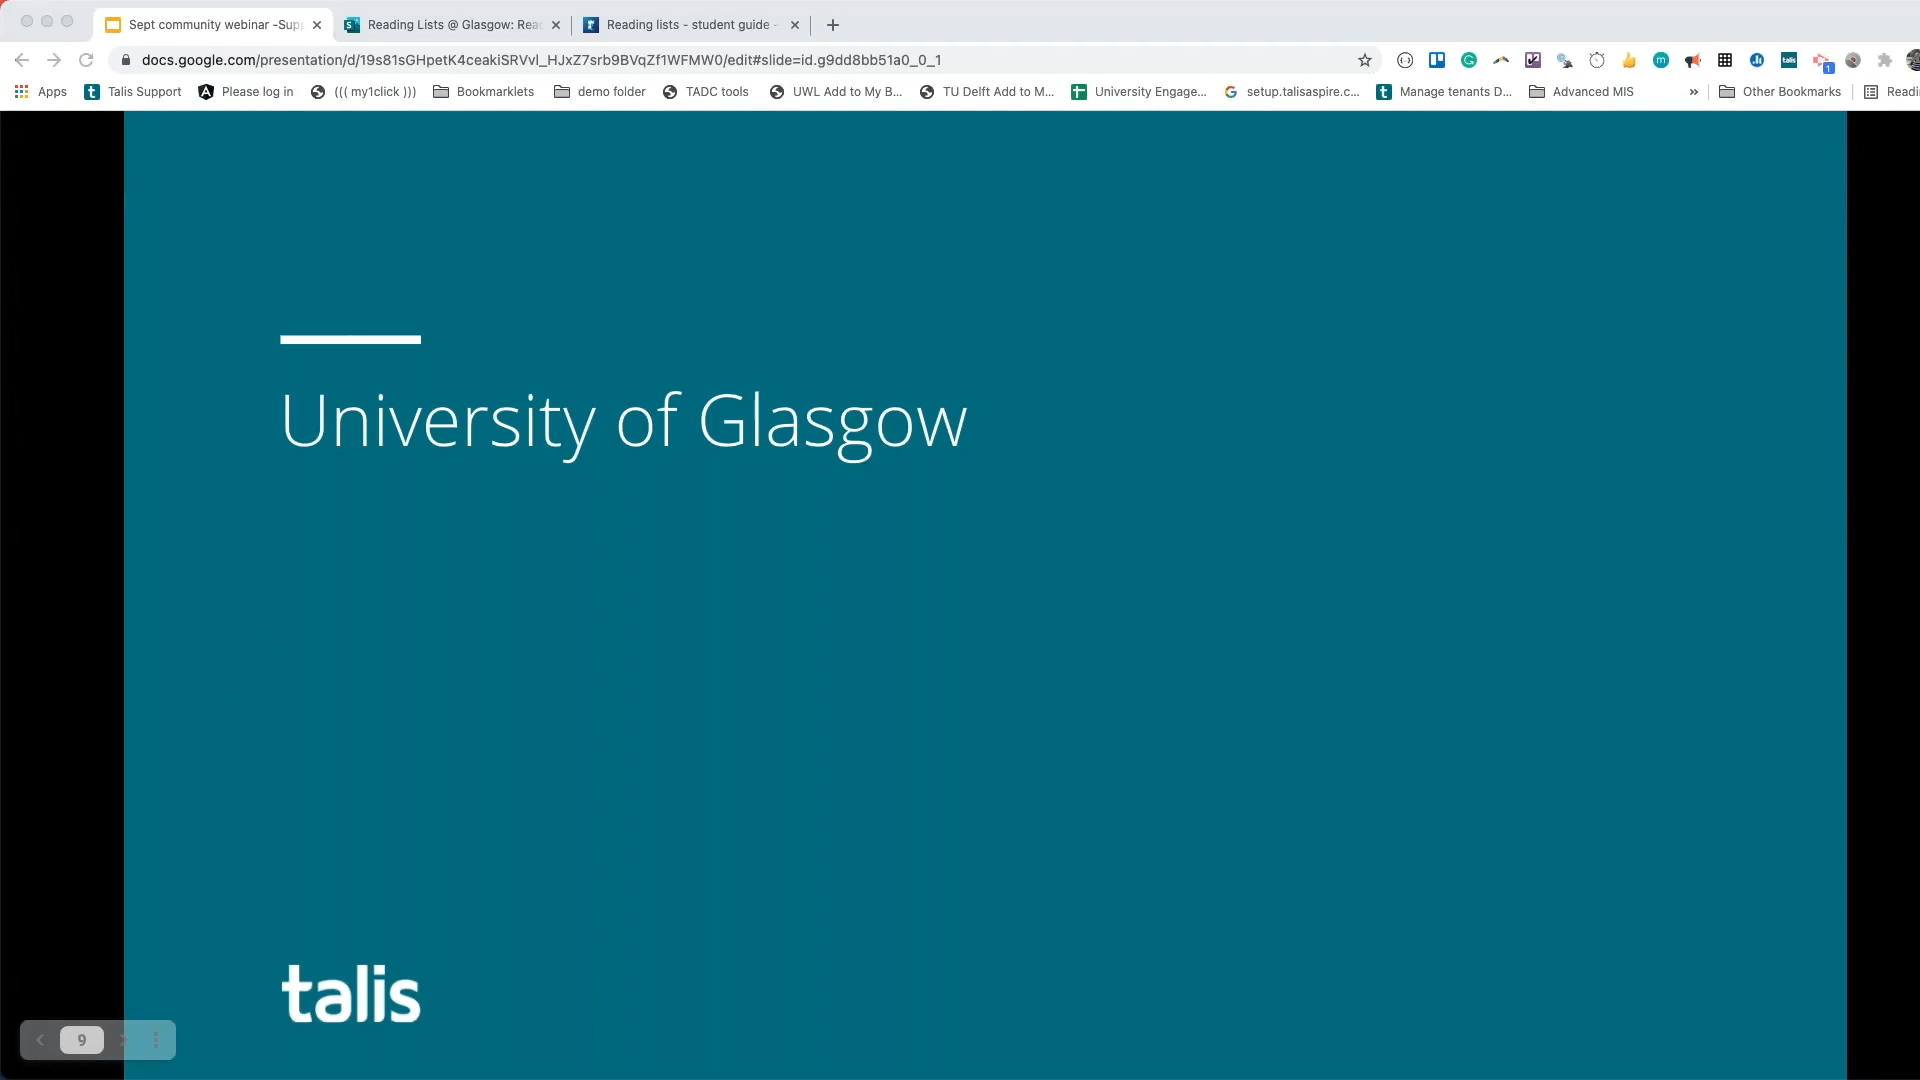 Sept community webinar -Supp
Reading Lists @ Glasgow: Rea
Reading lists - student guide -
docs.google.com/presentation/d/19s81sGHpetK4ceakiSRVvl_HJxZ7srb9BVqZf1WFMW0/edit#slide=id.g9dd8bb51a0_0_1
Apps
Talis Support
Please log in
((( my1click )))
Bookmarklets
demo folder
TADC tools
UWL Add to My B...
TU Delft Add to M...
University Engage...
setup.talisaspire.c...
Manage tenants D...
Advanced MIS
»
Other Bookmarks
Readi
University of Glasgow
talis
9